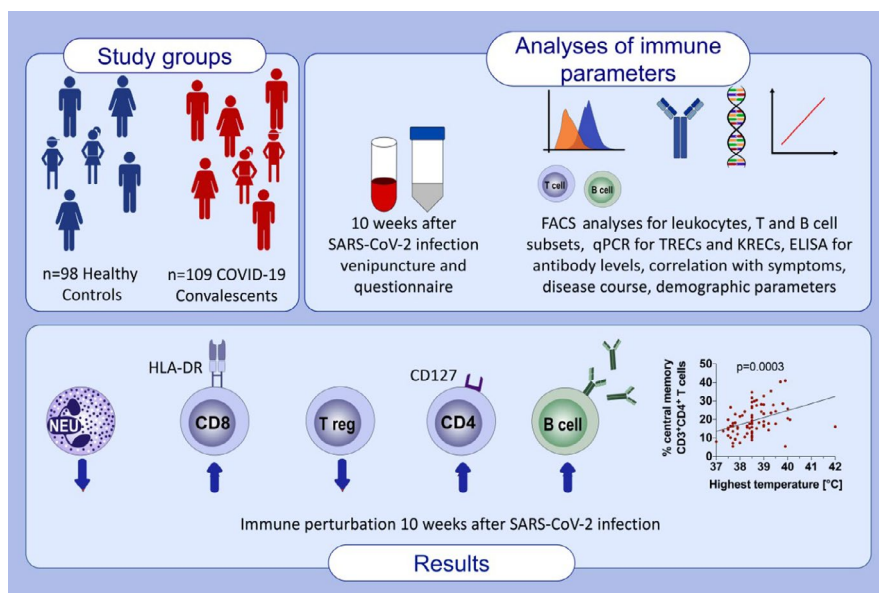 Study groups
n=98 Healthy
Controls
n=109 COVID-19
Convalescents
Analyses of immune
parameters
10 weeks after
SARS-CoV-2 infection
venipuncture and
questionnaire
T cell
B cell
FACS analyses for leukocytes, T and B cell
subsets, qPCR for TRECs and KRECs, ELISA for
antibody levels, correlation with symptoms,
disease course, demographic parameters
NEU
HLA-DR
CD8
T reg
CD127
CD4
B cell
p=0.0003
% central memory
CD3⁺CD4⁺ T cells
50
40
30
20
10
0
37 38 39 40 41 42
Highest temperature [°C]
Immune perturbation 10 weeks after SARS-CoV-2 infection
Results